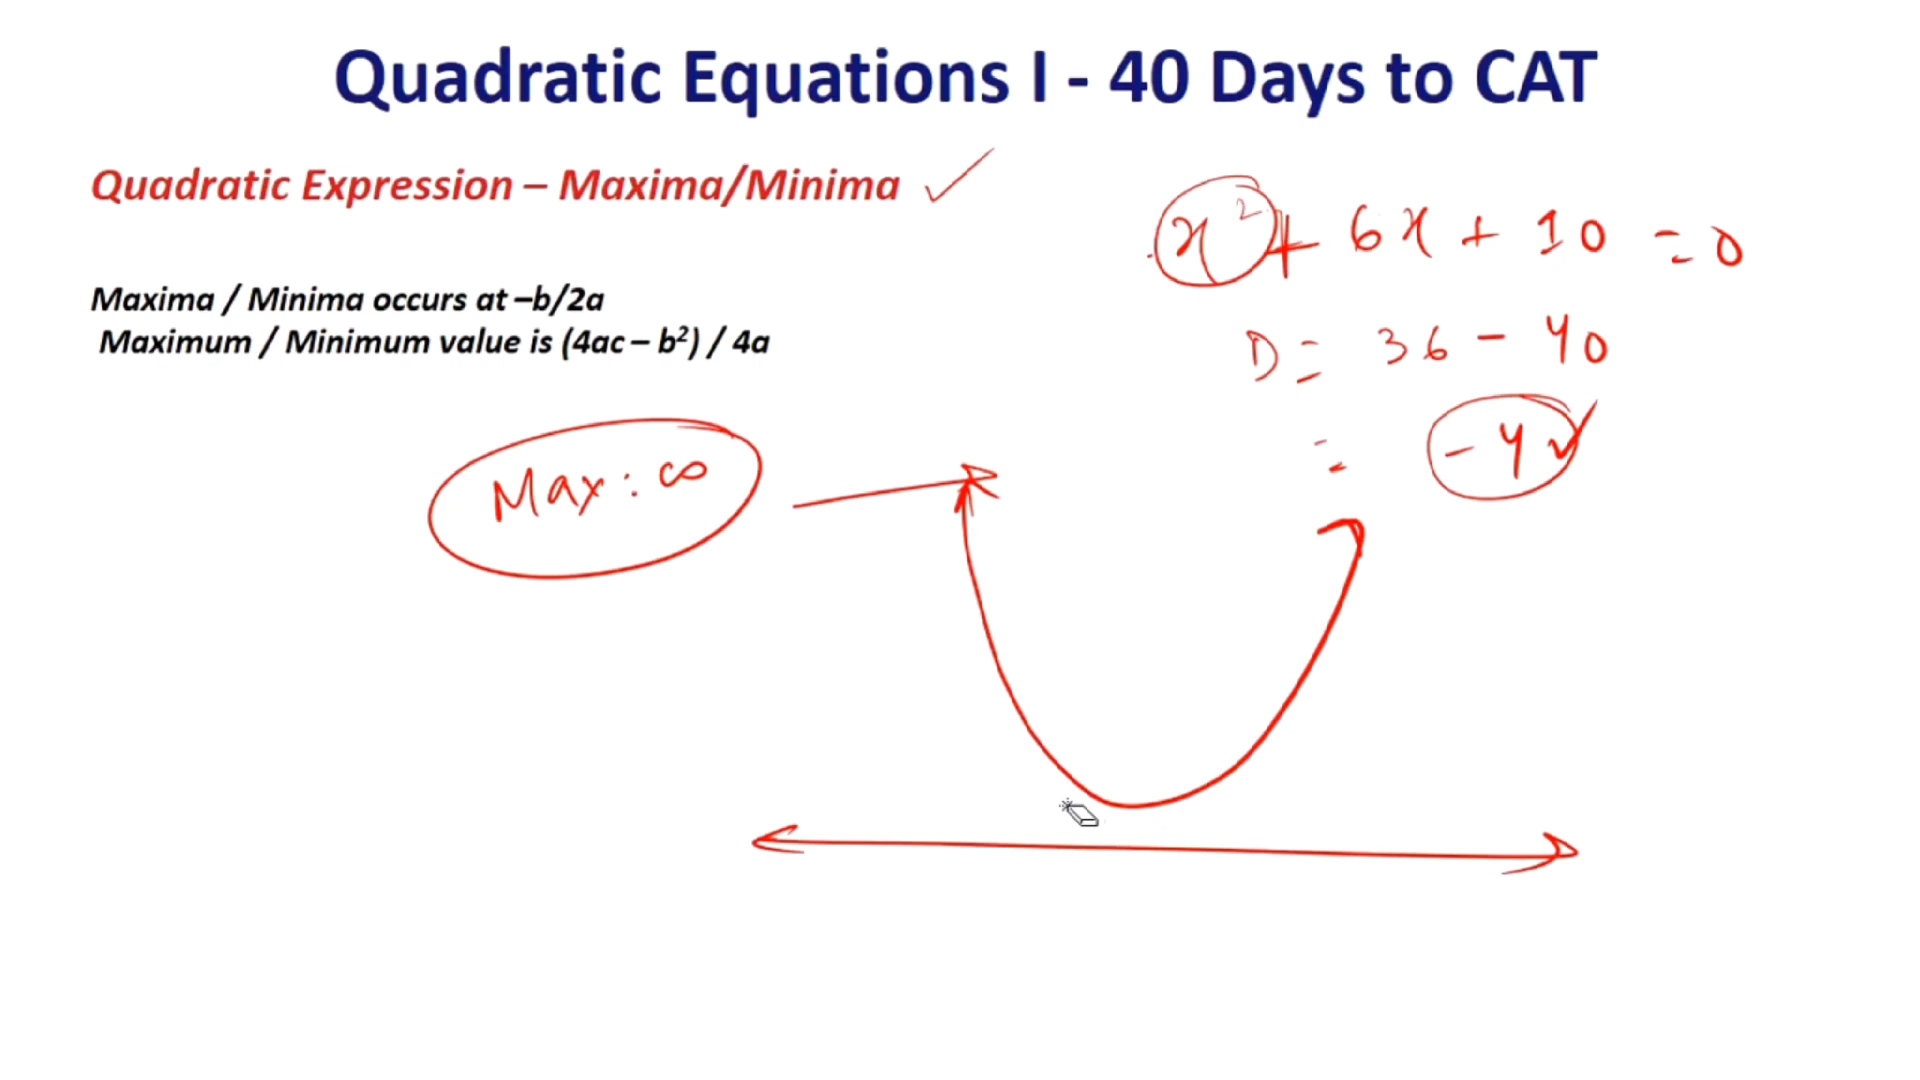 Quadratic Equations I - 40 Days to CAT
Quadratic Expression – Maxima/Minima
x² + 6x + 10 = 0
Maxima / Minima occurs at –b/2a
Maximum / Minimum value is (4ac – b²) / 4a
D = 36 - 40
= -4
Max : ∞